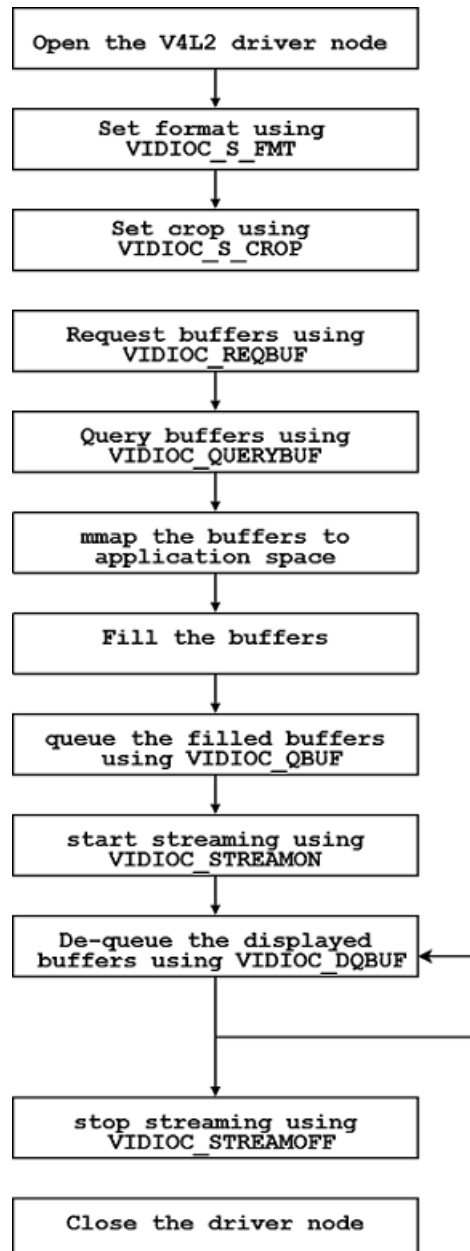 Open the V4L2 driver node
Set format using
VIDIOC_S_FMT
Set crop using
VIDIOC_S_CROP
Request buffers using
VIDIOC_REQBUF
Query buffers using
VIDIOC_QUERYBUF
mmap the buffers to
application space
Fill the buffers
queue the filled buffers
using VIDIOC_QBUF
start streaming using
VIDIOC_STREAMON
De-queue the displayed
buffers using VIDIOC_DQBUF
stop streaming using
VIDIOC_STREAMOFF
Close the driver node